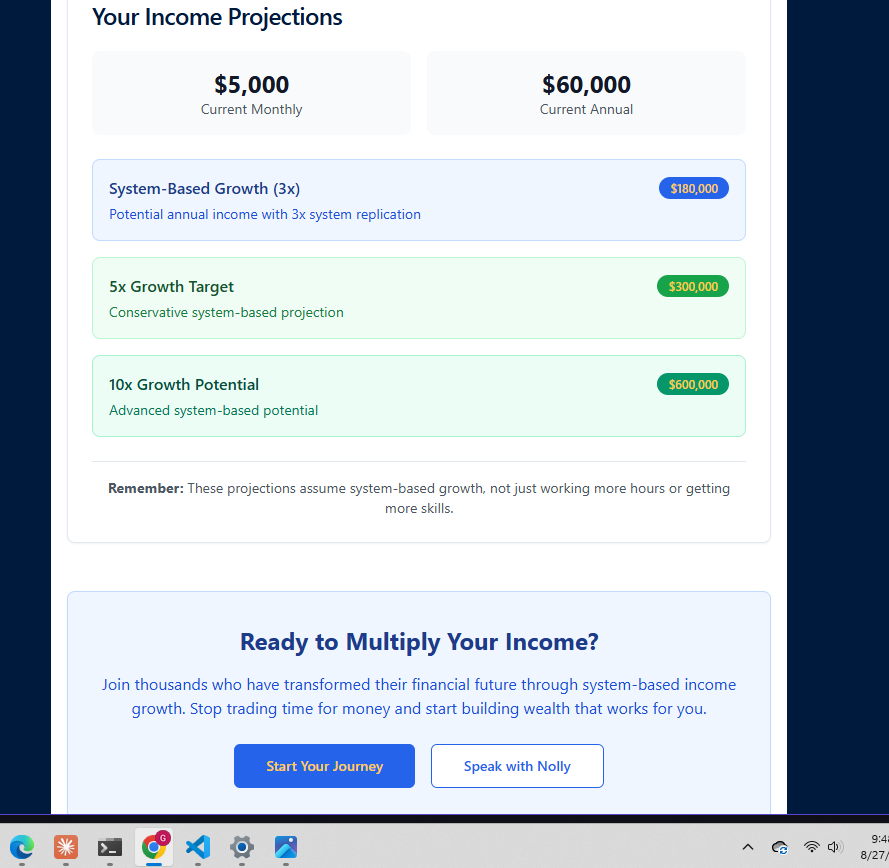 Your Income Projections
$5,000
Current Monthly
$60,000
Current Annual
System-Based Growth (3x)
$180,000
Potential annual income with 3x system replication
5x Growth Target
$300,000
Conservative system-based projection
10x Growth Potential
$600,000
Advanced system-based potential
Remember: These projections assume system-based growth, not just working more hours or getting
more skills.
Ready to Multiply Your Income?
Join thousands who have transformed their financial future through system-based income
growth. Stop trading time for money and start building wealth that works for you.
Start Your Journey
Speak with Nolly
G
9:48
8/27/